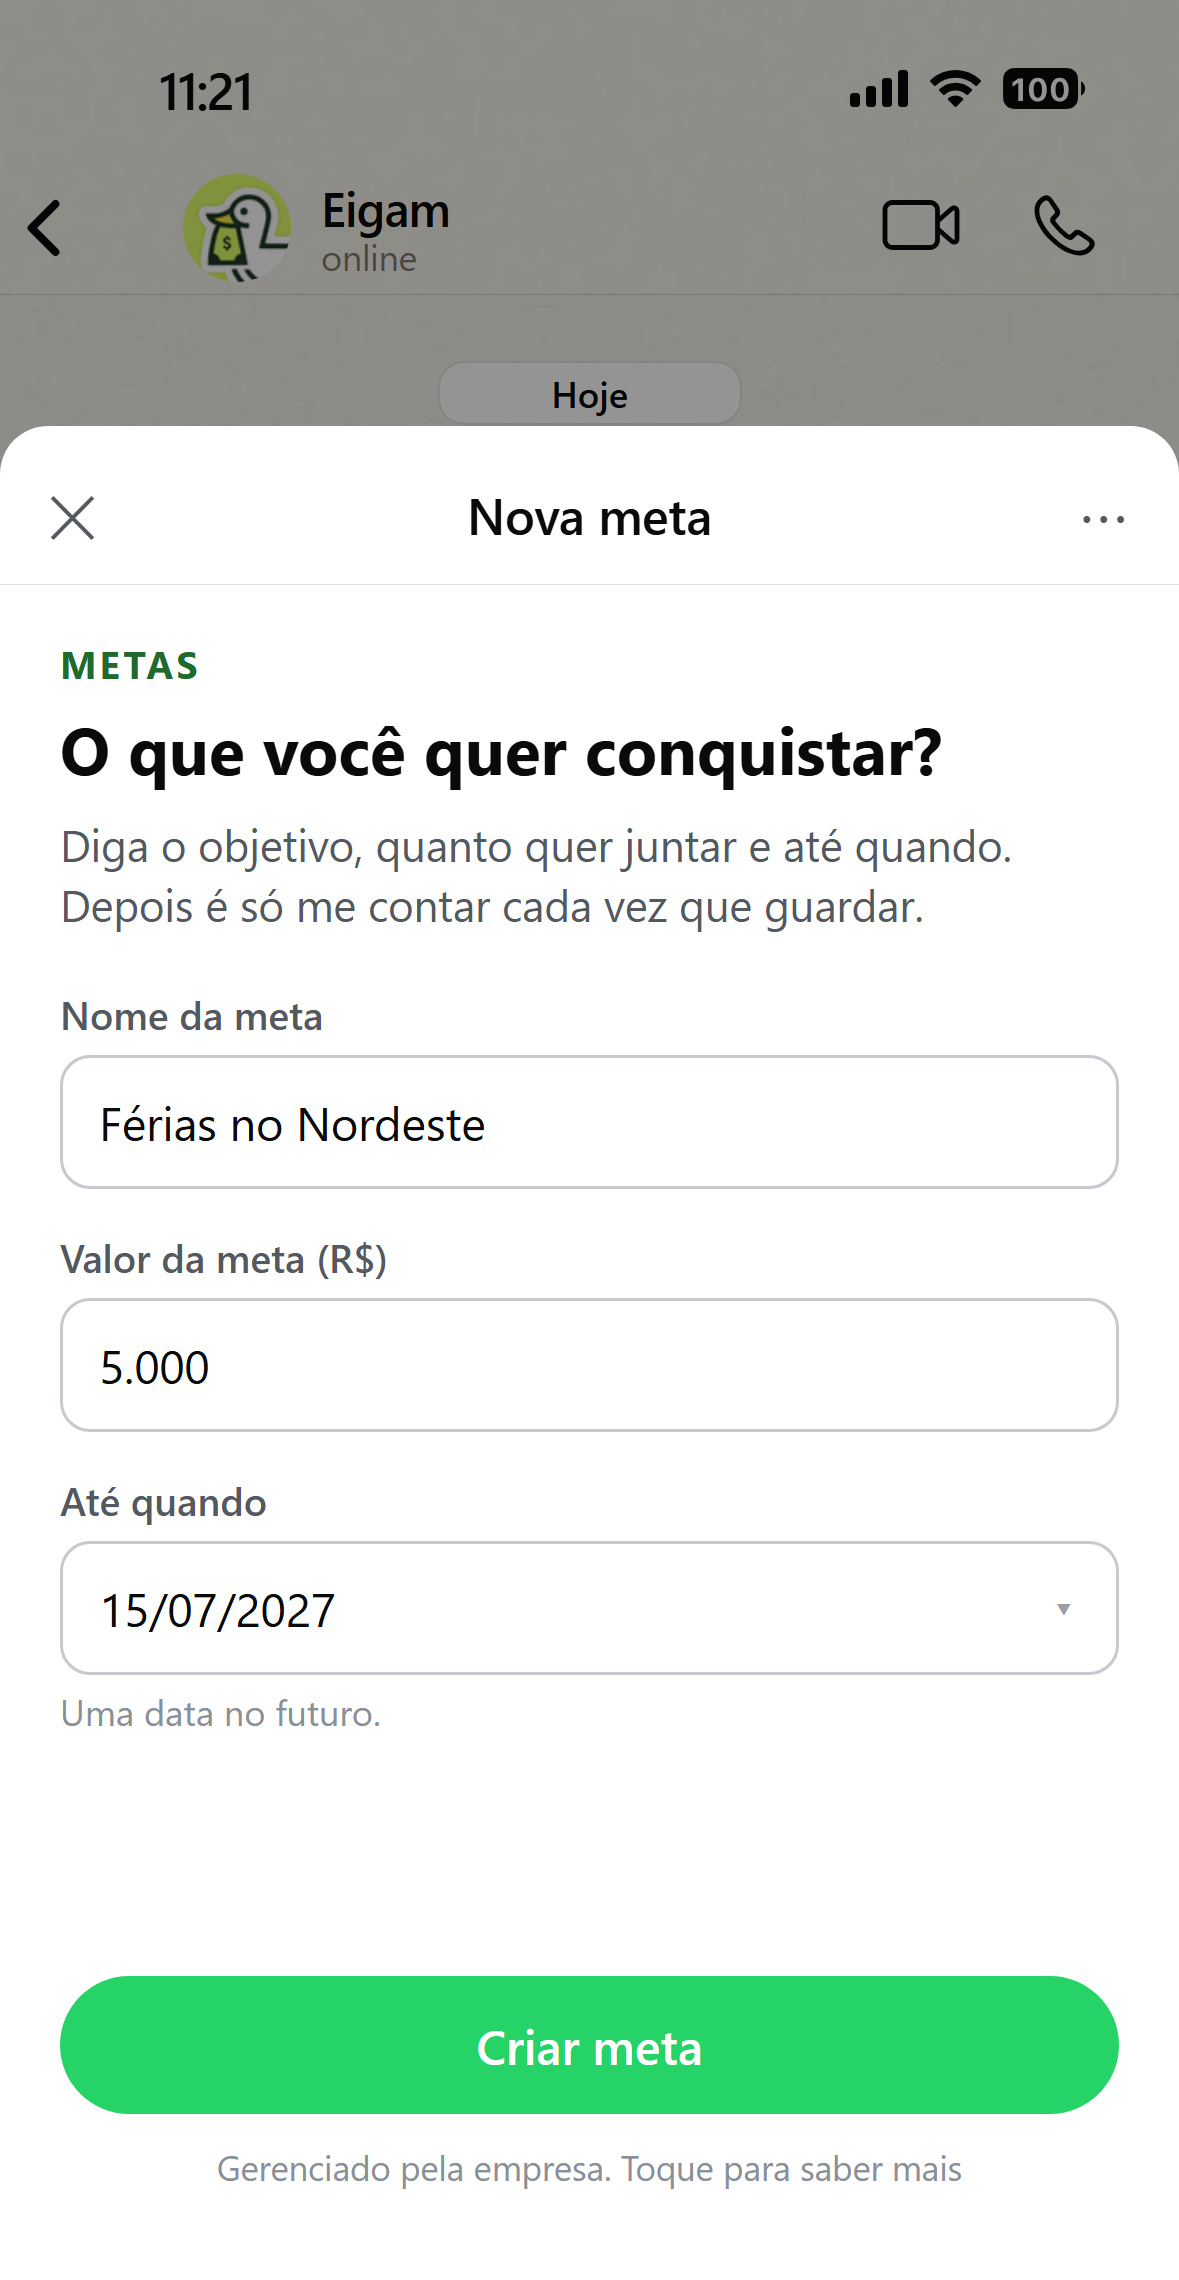 11:21
100
Eigam
online
$
Hoje
Nova meta
METAS
O que você quer conquistar?
Diga o objetivo, quanto quer juntar e até quando.
Depois é só me contar cada vez que guardar.
Nome da meta
Férias no Nordeste
Valor da meta (R$)
5.000
Até quando
15/07/2027
Uma data no futuro.
Criar meta
Gerenciado pela empresa. Toque para saber mais